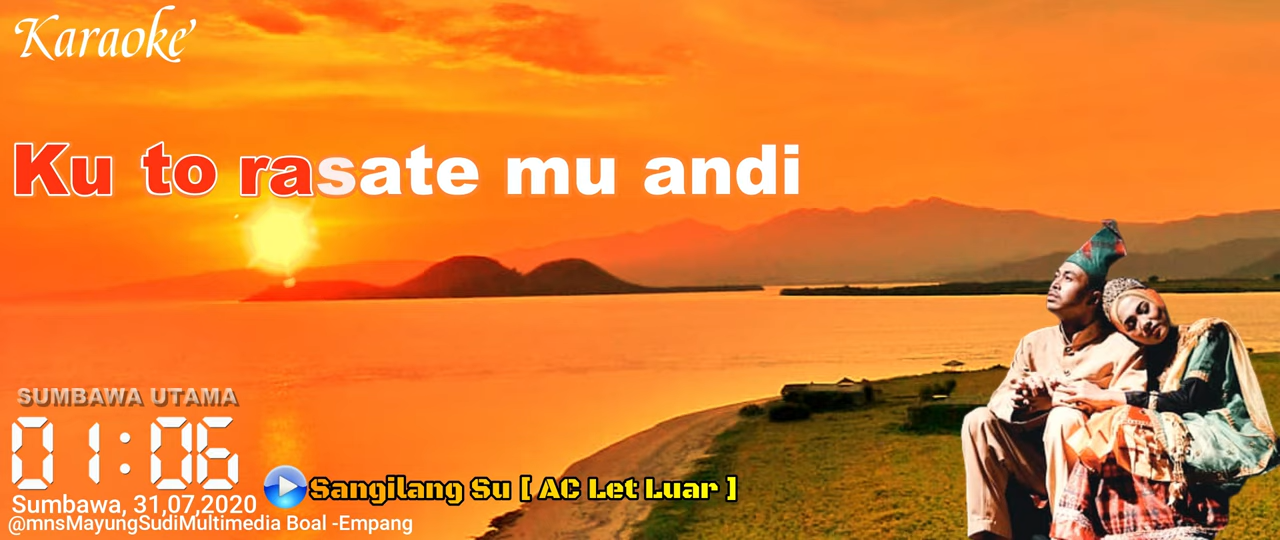 Karaoke'
Ku to rasate mu andi
SUMBAWA UTAMA
01:06
Sangilang Su [ AC Let Luar ]
Sumbawa, 31,07,2020
@mnsMayungSudiMultimedia Boal -Empang